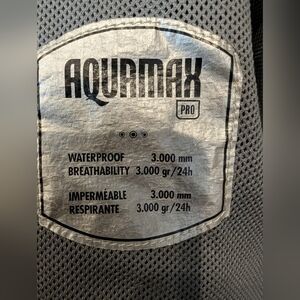 AQUAMAX
PRO
WATERPROOF 3.000 mm
BREATHABILITY 3.000 gr/24h
IMPERMEABLE 3.000 mm
RESPIRANTE 3.000 gr/24h